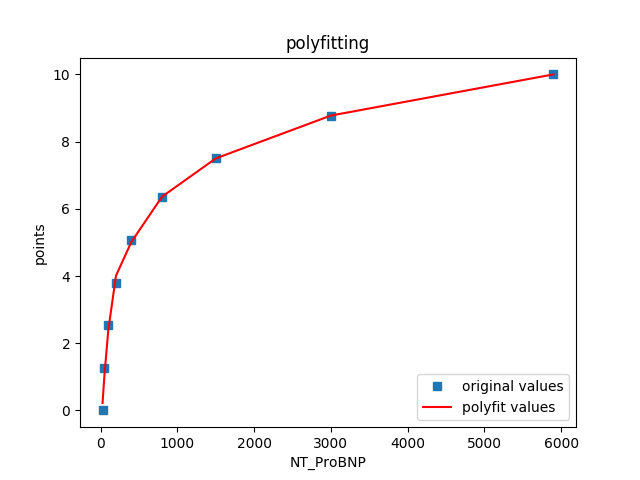 polyfitting
10
8
6
4
2
0
points
0 1000 2000 3000 4000 5000 6000
NT_ProBNP
original values
polyfit values